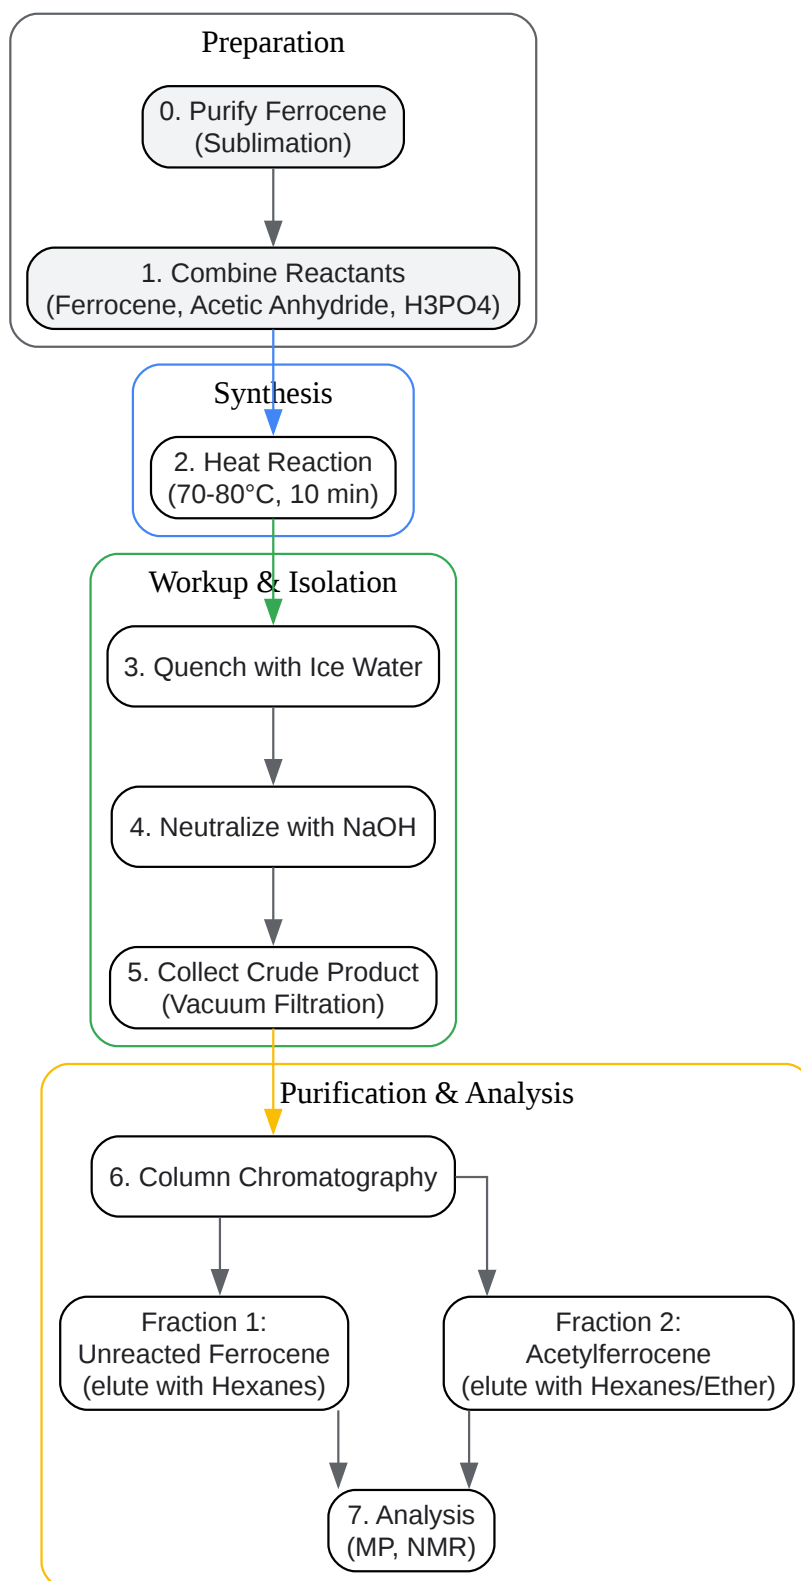 Preparation
0. Purify Ferrocene
(Sublimation)
1. Combine Reactants
(Ferrocene, Acetic Anhydride, H3PO4)
Synthesis
2. Heat Reaction
(70-80°C, 10 min)
Workup & Isolation
3. Quench with Ice Water
4. Neutralize with NaOH
5. Collect Crude Product
(Vacuum Filtration)
Purification & Analysis
6. Column Chromatography
Fraction 1:
Unreacted Ferrocene
(elute with Hexanes)
Fraction 2:
Acetylferrocene
(elute with Hexanes/Ether)
7. Analysis
(MP, NMR)